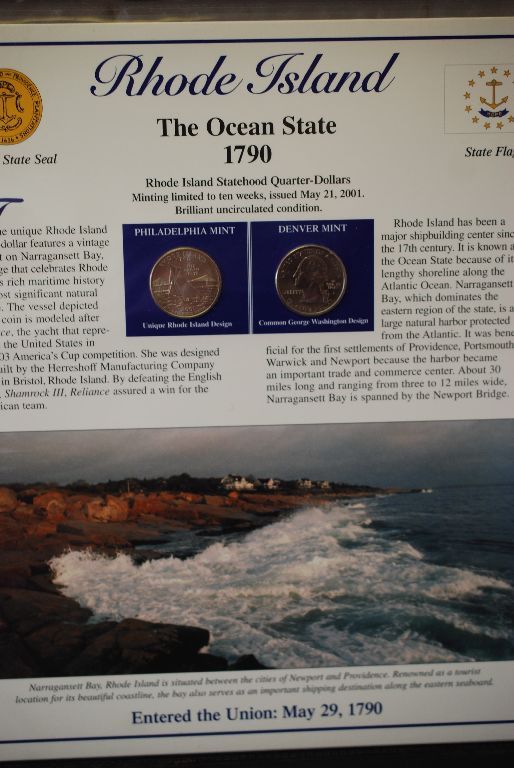 Rhode Island
The Ocean State
1790
State Seal
State Flag
Rhode Island Statehood Quarter-Dollars
Minting limited to ten weeks, issued May 21, 2001.
Brilliant uncirculated condition.
PHILADELPHIA MINT
Unique Rhode Island Design
DENVER MINT
Common George Washington Design
unique Rhode Island
dollar features a vintage
t on Narragansett Bay,
ge that celebrates Rhode
s rich maritime history
ost significant natural
. The vessel depicted
coin is modeled after
ce, the yacht that repre-
the United States in
03 America's Cup competition. She was designed
uilt by the Herreshoff Manufacturing Company
in Bristol, Rhode Island. By defeating the English
, Shamrock III, Reliance assured a win for the
ican team.
Rhode Island has been a
major shipbuilding center sinc
the 17th century. It is known a
the Ocean State because of it
lengthy shoreline along the
Atlantic Ocean. Narragansett
Bay, which dominates the
eastern region of the state, is a
large natural harbor protected
from the Atlantic. It was bene
ficial for the first settlements of Providence, Portsmouth
Warwick and Newport because the harbor became
an important trade and commerce center. About 30
miles long and ranging from three to 12 miles wide,
Narragansett Bay is spanned by the Newport Bridge.
Narragansett Bay, Rhode Island is situated between the cities of Newport and Providence. Renowned as a tourist
location for its beautiful coastline, the bay also serves as an important shipping destination along the eastern seaboard.
Entered the Union: May 29, 1790